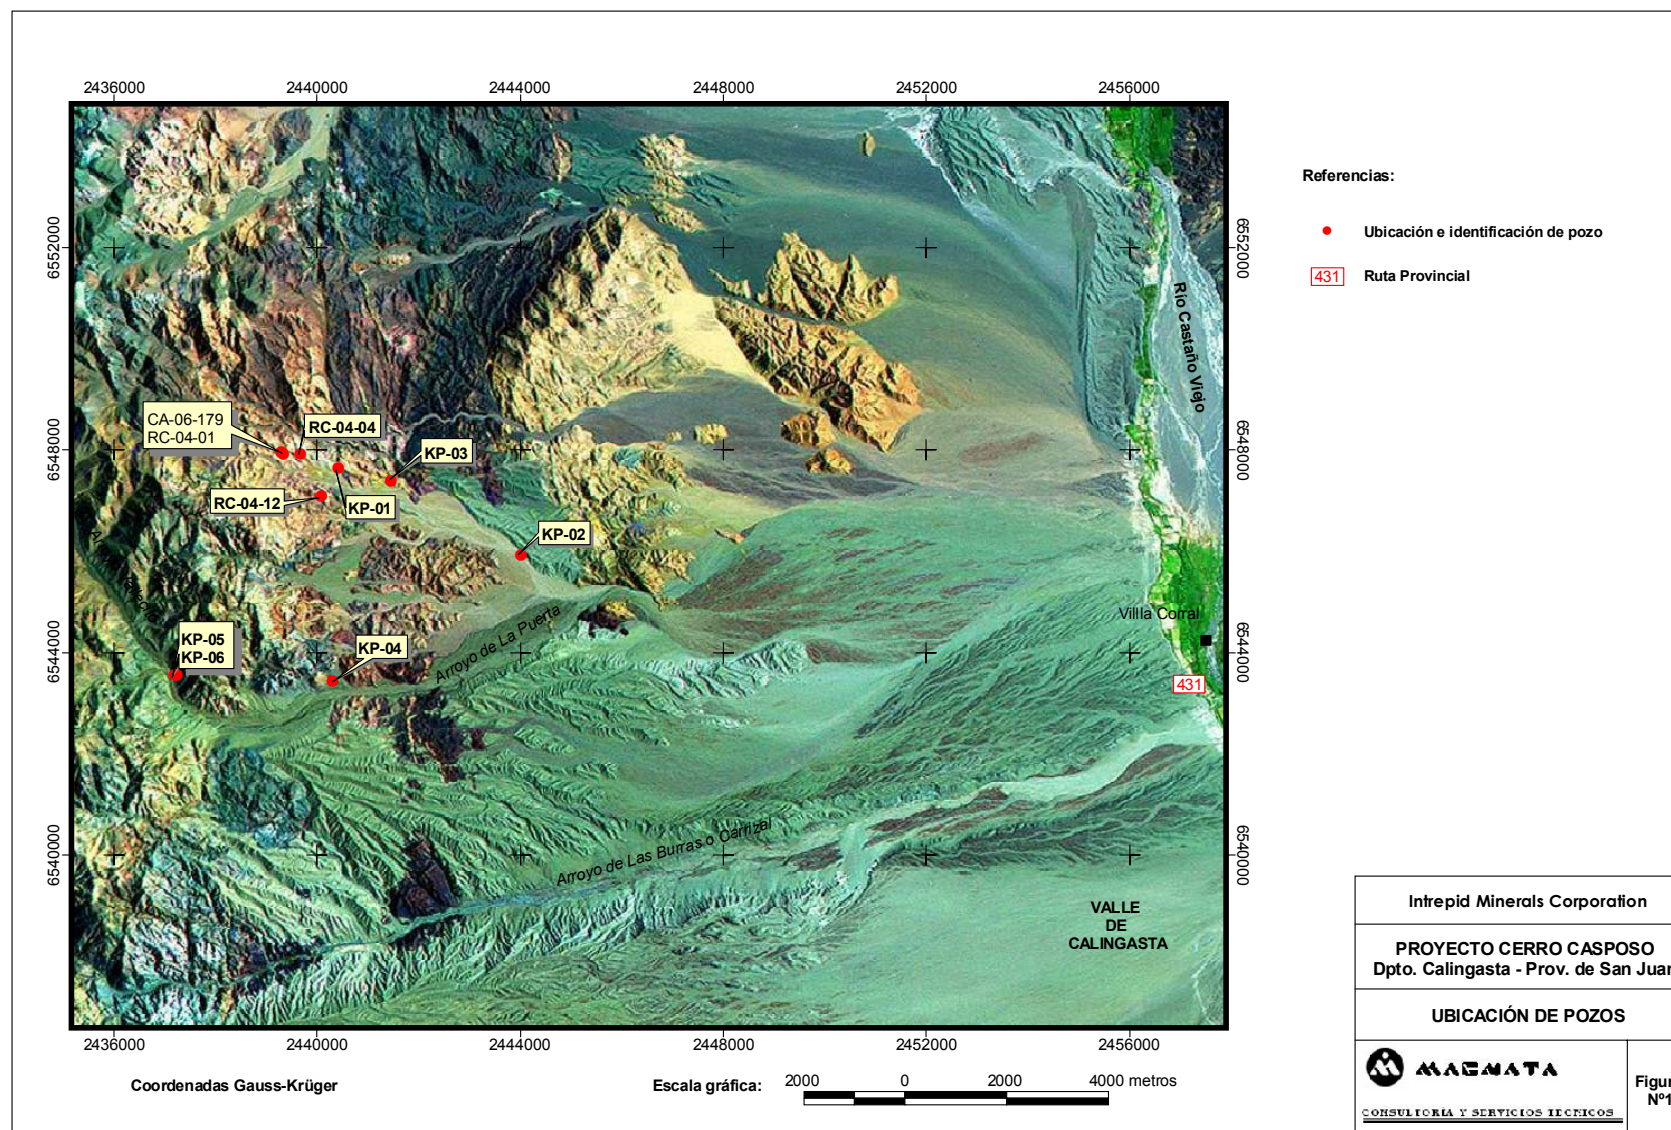 2436000 2440000 2444000 2448000 2452000 2456000
6552000
6548000
6544000
6540000
6552000
6548000
6544000
6540000
Río Castaño Viejo
CA-06-179
RC-04-01
RC-04-04
KP-03
RC-04-12
KP-01
KP-02
KP-05
KP-06
KP-04
Arroyo de La Puerta
Villla Corral
431
Arroyo de Las Burras o Carrizal
VALLE
DE
CALINGASTA
2436000 2440000 2444000 2448000 2452000 2456000
Coordenadas Gauss-Krüger
Escala gráfica: 2000 0 2000 4000 metros
Referencias:
Ubicación e identificación de pozo
431 Ruta Provincial
Intrepid Minerals Corporation
PROYECTO CERRO CASPOSO
Dpto. Calingasta - Prov. de San Juan
UBICACIÓN DE POZOS
MAGMATA
CONSULTORIA Y SERVICIOS TECNICOS
Figur
Nº1